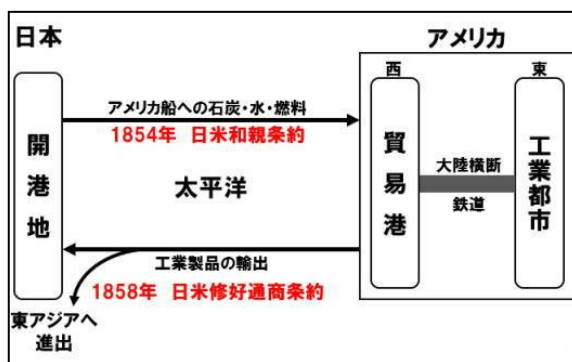 日本
アメリカ
西
東
アメリカ船への石炭・水・燃料
1854年 日米和親条約
開港地
太平洋
貿易港
大陸横断
鉄道
工業都市
工業製品の輸出
1858年 日米修好通商条約
東アジアへ
進出